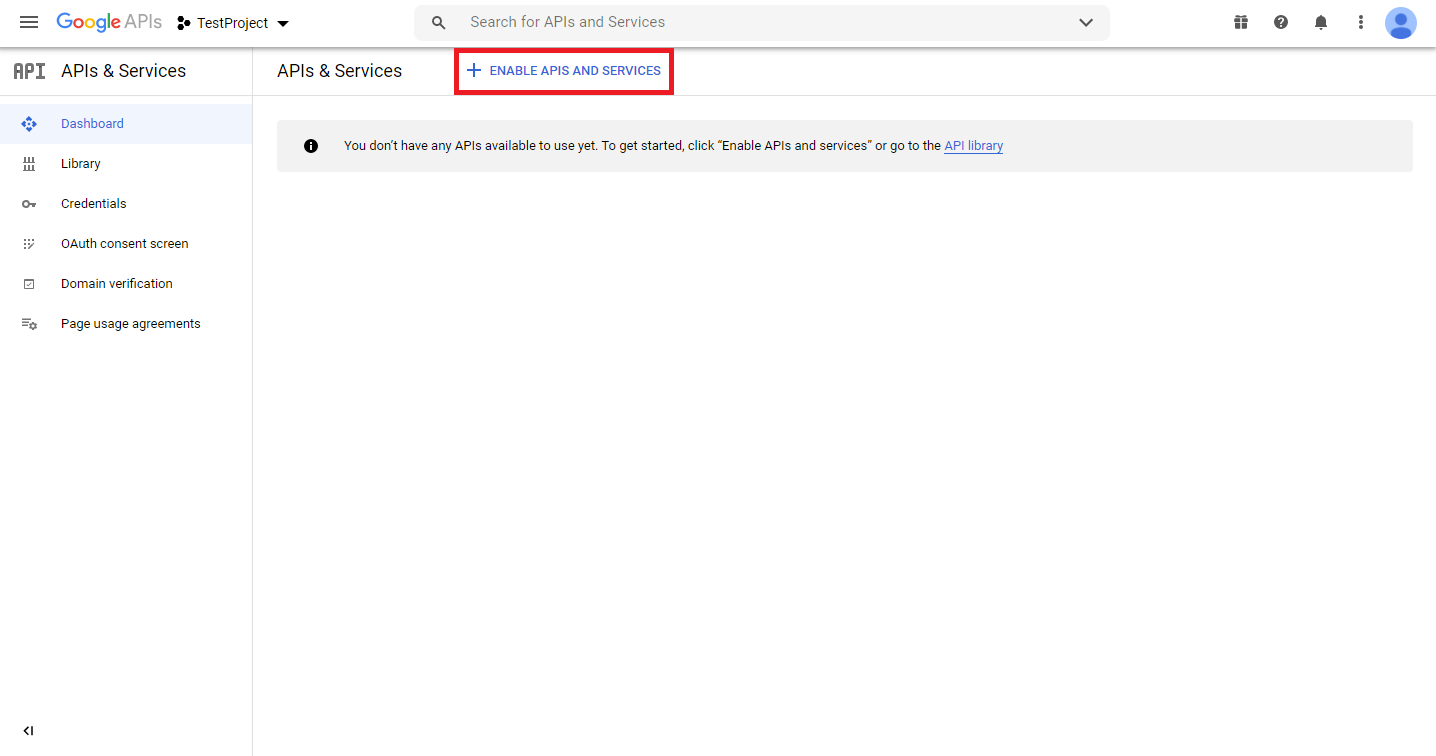 Google APIs TestProject Search for APIs and Services
API APIs & Services
APIs & Services + ENABLE APIS AND SERVICES
Dashboard
Library
Credentials
OAuth consent screen
Domain verification
Page usage agreements
You don’t have any APIs available to use yet. To get started, click “Enable APIs and services” or go to the API library